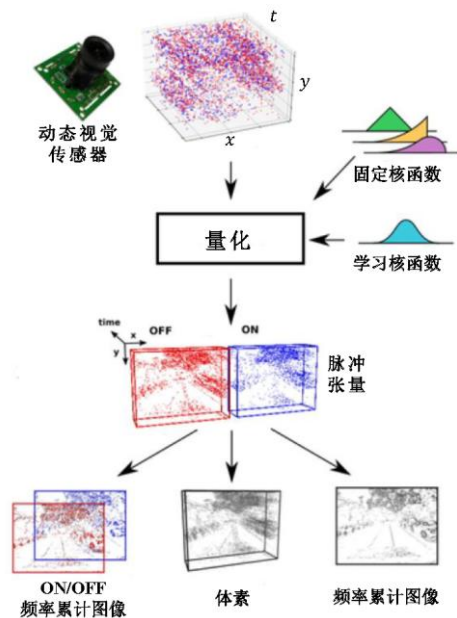 t
y
x
动态视觉
传感器
固定核函数
量化
学习核函数
time
x
y
OFF
ON
脉冲
张量
ON/OFF
频率累计图像
体素
频率累计图像